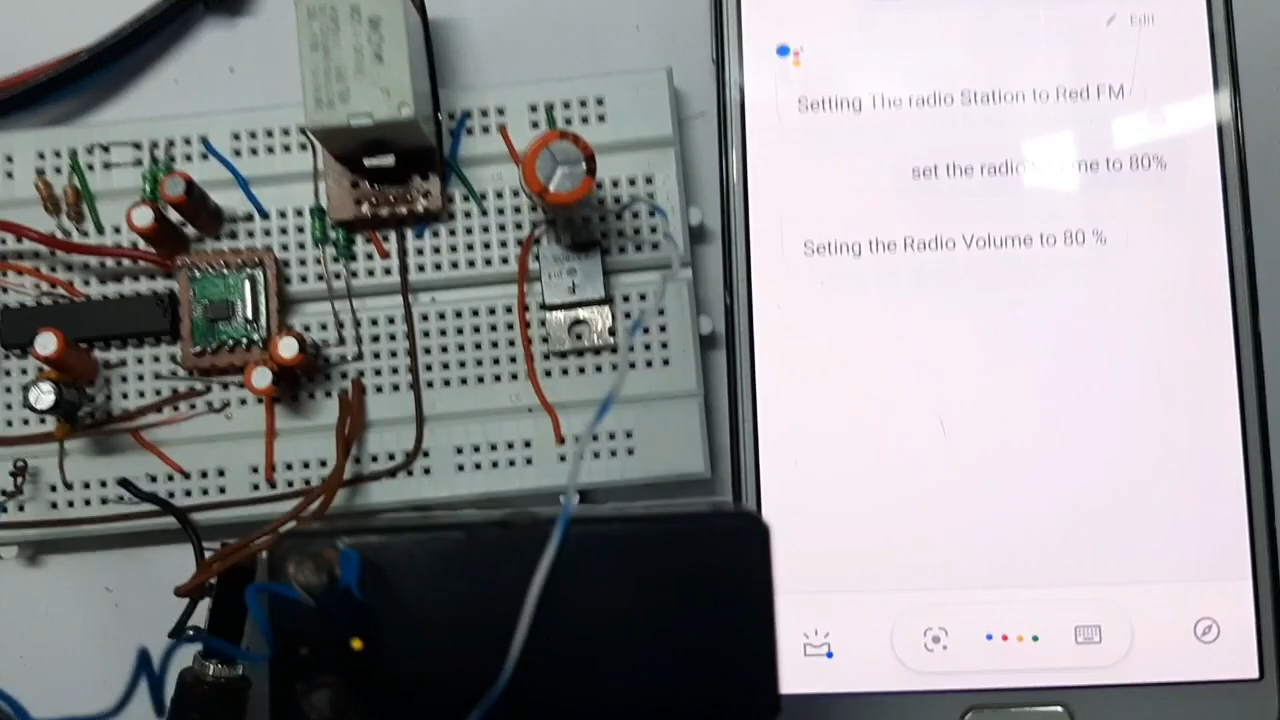 Edit
Setting The radio Station to Red FM
set the radio me to 80%
Seting the Radio Volume to 80 %